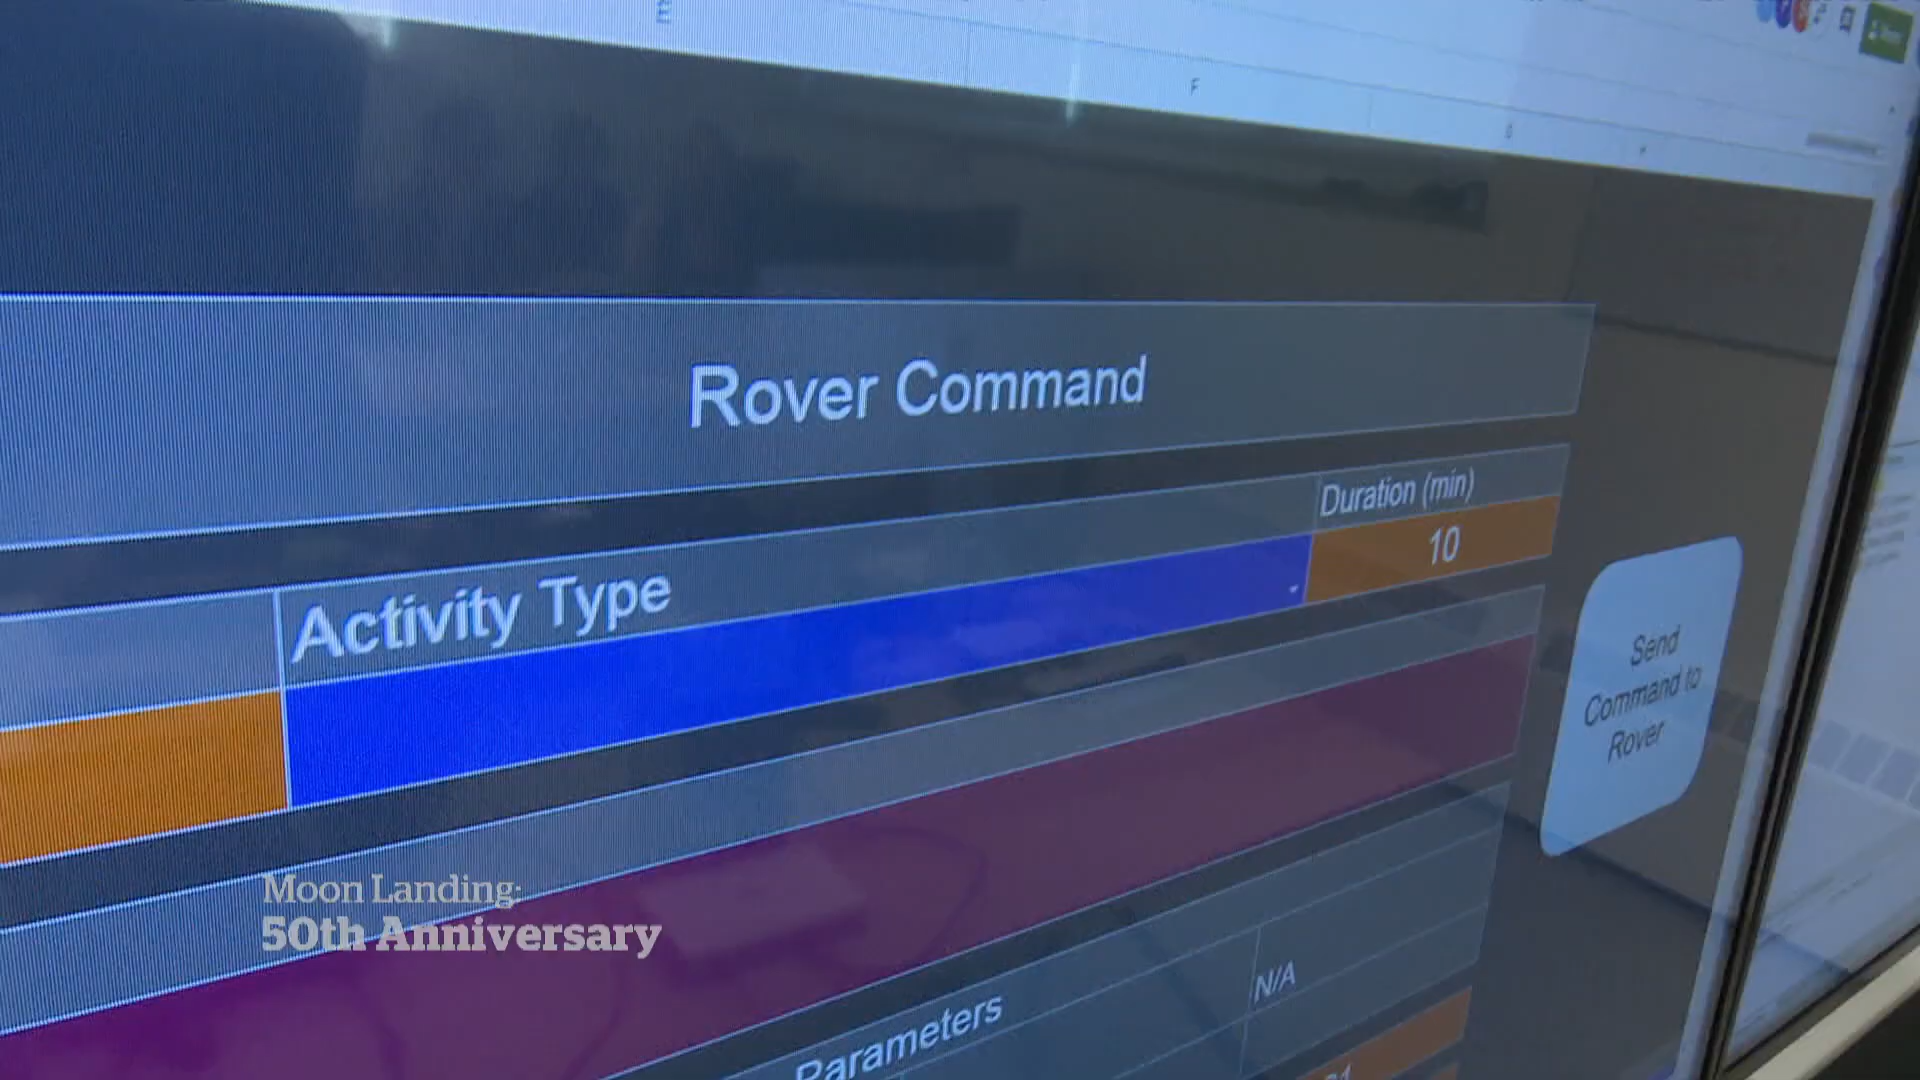 F
Rover Command
Duration (min)
10
Activity Type
Send
Command to
Rover
Moon Landing:
50th Anniversary
N/A
Parameters